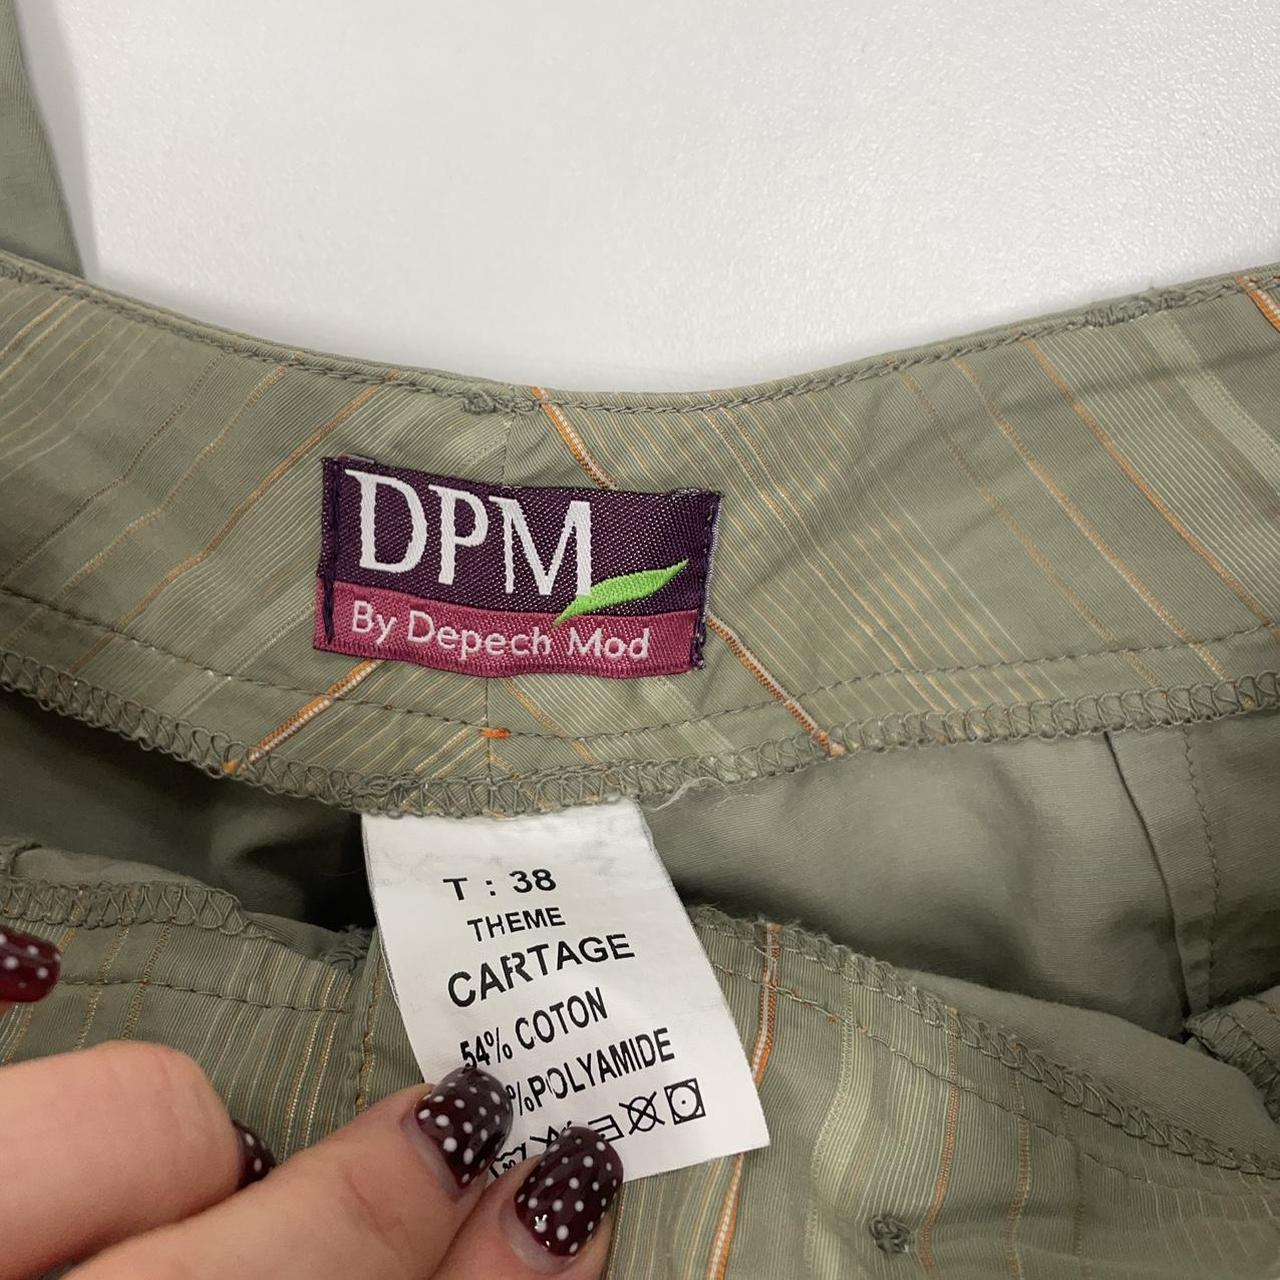 DPM
By Depech Mod
T : 38
THEME
CARTAGE
54% COTON
%POLYAMIDE